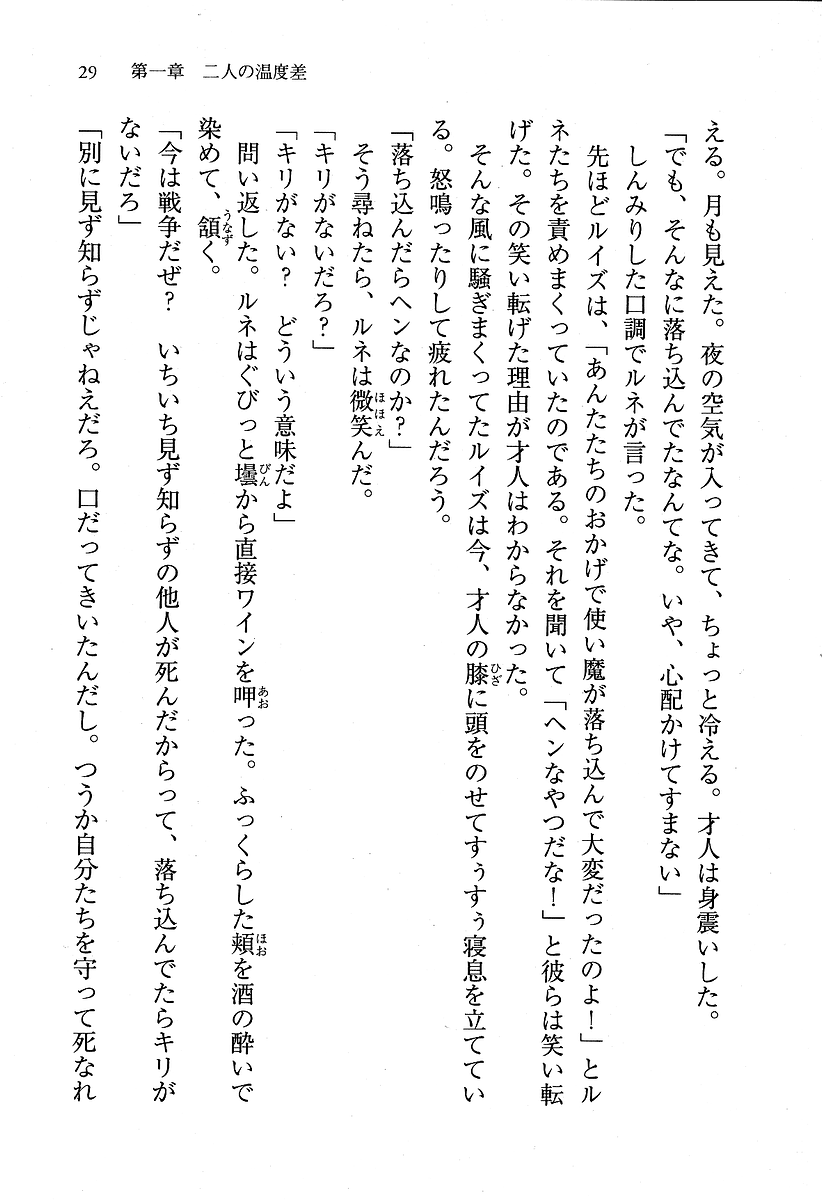 29　第一章　二人の温度差
える。月も見えた。夜の空気が入ってきて、ちょっと冷える。才人は身震いした。
「でも、そんなに落ち込んでたなんてな。いや、心配かけてすまない」
しんみりした口調でルネが言った。
先ほどルイズは、「あんたたちのおかげで使い魔が落ち込んで大変だったのよ！」とル
ネたちを責めまくっていたのである。それを聞いて「ヘンなやつだな！」と彼らは笑い転
げた。その笑い転げた理由が才人はわからなかった。
そんな風に騒ぎまくってたルイズは今、才人の膝に頭をのせてすぅすぅ寝息を立ててい
る。怒鳴ったりして疲れたんだろう。
「落ち込んだらヘンなのか？」
そう尋ねたら、ルネは微笑んだ。
「キリがないだろ？」
「キリがない？　どういう意味だよ」
問い返した。ルネはぐびっと壜から直接ワインを呷った。ふっくらした頬を酒の酔いで
染めて、頷く。
「今は戦争だぜ？　いちいち見ず知らずの他人が死んだからって、落ち込んでたらキリが
ないだろ」
「別に見ず知らずじゃねえだろ。口だってきいたんだし。つうか自分たちを守って死なれ